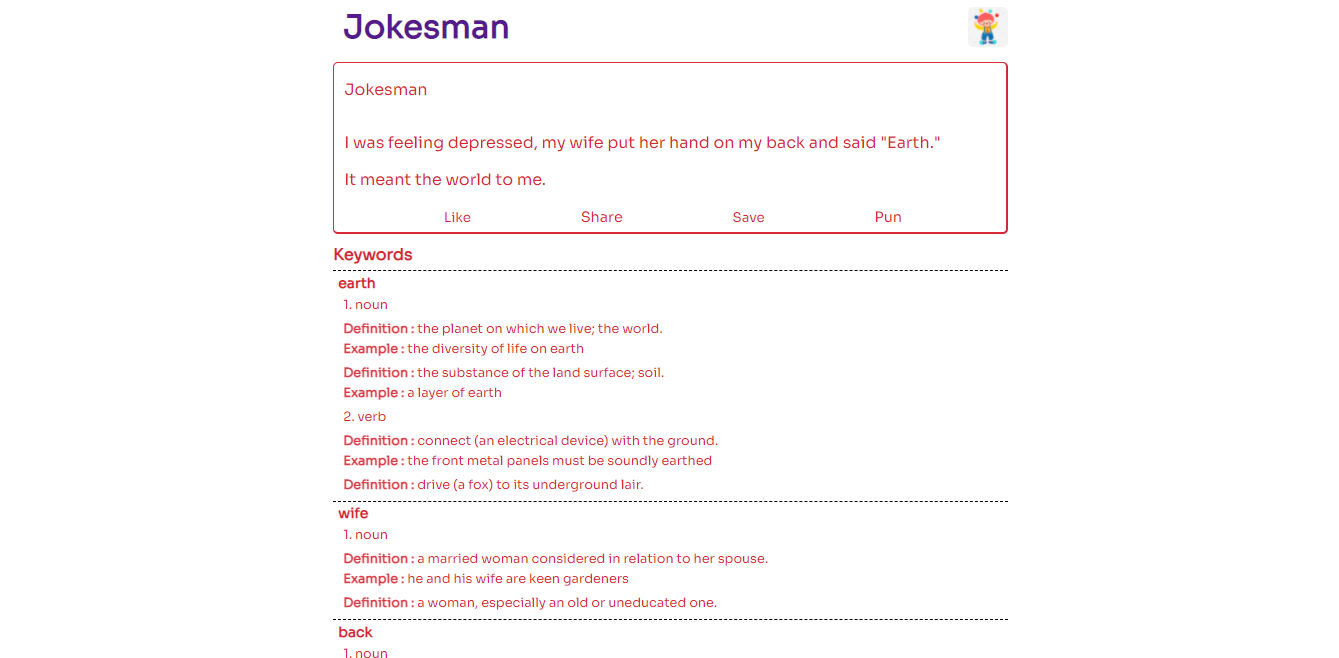 Jokesman
Jokesman
I was feeling depressed, my wife put her hand on my back and said "Earth."
It meant the world to me.
Like Share Save Pun
Keywords
earth
1. noun
Definition : the planet on which we live; the world.
Example : the diversity of life on earth
Definition : the substance of the land surface; soil.
Example : a layer of earth
2. verb
Definition : connect (an electrical device) with the ground.
Example : the front metal panels must be soundly earthed
Definition : drive (a fox) to its underground lair.
wife
1. noun
Definition : a married woman considered in relation to her spouse.
Example : he and his wife are keen gardeners
Definition : a woman, especially an old or uneducated one.
back
1. noun